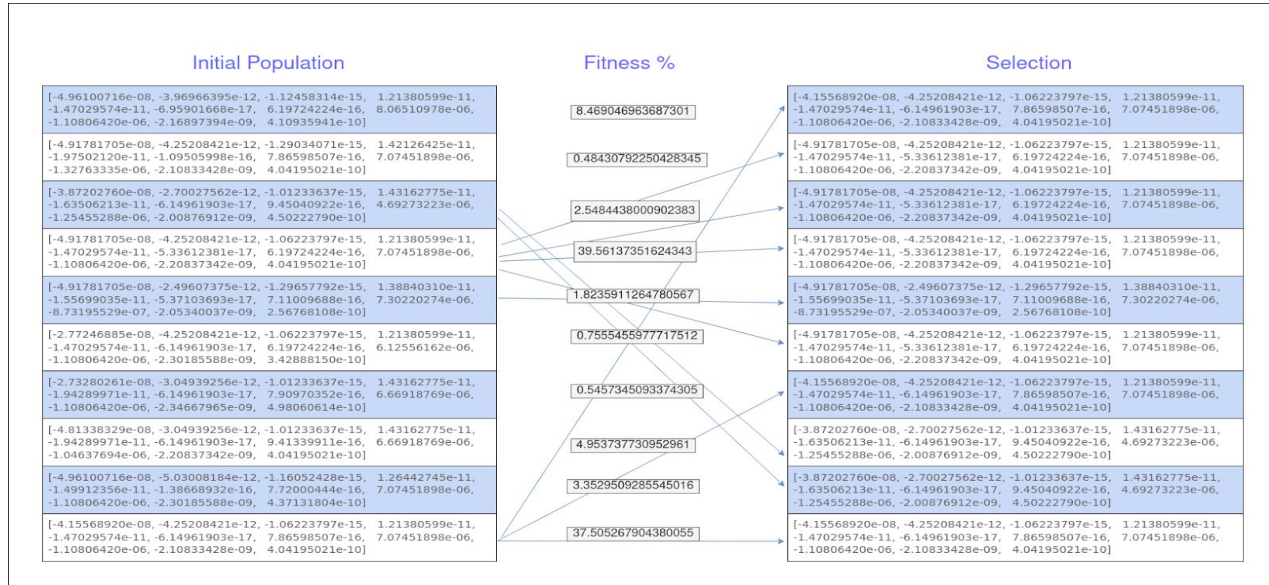 Initial Population
Fitness %
Selection
[-4.96100716e-08, -3.96966395e-12, -1.12458314e-15, 1.21380599e-11,
-1.47029574e-11, -6.95901668e-17, 6.19724224e-16, 8.06510978e-06,
-1.10806420e-06, -2.16897394e-09, 4.10935941e-10]
[-4.91781705e-08, -4.25208421e-12, -1.29034071e-15, 1.42126425e-11,
-1.97502120e-11, -1.09505998e-16, 7.86598507e-16, 7.07451898e-06,
-1.32763335e-06, -2.10833428e-09, 4.04195021e-10]
[-3.87202760e-08, -2.70027562e-12, -1.01233637e-15, 1.43162775e-11,
-1.63506213e-11, -6.14961903e-17, 9.45040922e-16, 4.69273223e-06,
-1.25455288e-06, -2.00876912e-09, 4.50222790e-10]
[-4.91781705e-08, -4.25208421e-12, -1.06223797e-15, 1.21380599e-11,
-1.47029574e-11, -5.33612381e-17, 6.19724224e-16, 7.07451898e-06,
-1.10806420e-06, -2.20837342e-09, 4.04195021e-10]
[-4.91781705e-08, -2.49607375e-12, -1.29657792e-15, 1.38840310e-11,
-1.55699035e-11, -5.37103693e-17, 7.11009688e-16, 7.30220274e-06,
-8.73195529e-07, -2.05340037e-09, 2.56768108e-10]
[-2.77246885e-08, -4.25208421e-12, -1.06223797e-15, 1.21380599e-11,
-1.47029574e-11, -6.14961903e-17, 6.19724224e-16, 6.12556162e-06,
-1.10806420e-06, -2.30185588e-09, 3.42888150e-10]
[-2.73280261e-08, -3.04939256e-12, -1.01233637e-15, 1.43162775e-11,
-1.94289971e-11, -6.14961903e-17, 7.90970352e-16, 6.66918769e-06,
-1.10806420e-06, -2.34667965e-09, 4.98060614e-10]
[-4.81338329e-08, -3.04939256e-12, -1.01233637e-15, 1.43162775e-11,
-1.94289971e-11, -6.14961903e-17, 9.41339911e-16, 6.66918769e-06,
-1.04637694e-06, -2.20837342e-09, 4.04195021e-10]
[-4.96100716e-08, -5.03008184e-12, -1.16052428e-15, 1.26442745e-11,
-1.49912356e-11, -1.38668932e-16, 7.72000444e-16, 7.07451898e-06,
-1.10806420e-06, -2.30185588e-09, 4.37131804e-10]
[-4.15568920e-08, -4.25208421e-12, -1.06223797e-15, 1.21380599e-11,
-1.47029574e-11, -6.14961903e-17, 7.86598507e-16, 7.07451898e-06,
-1.10806420e-06, -2.10833428e-09, 4.04195021e-10]
8.469046963687301
0.48430792250428345
2.5484438000902383
39.56137351624343
1.8235911264780567
0.7555455977717512
0.5457345093374305
4.953737730952961
3.3529509285545016
37.505267904380055
[-4.15568920e-08, -4.25208421e-12, -1.06223797e-15, 1.21380599e-11,
-1.47029574e-11, -6.14961903e-17, 7.86598507e-16, 7.07451898e-06,
-1.10806420e-06, -2.10833428e-09, 4.04195021e-10]
[-4.91781705e-08, -4.25208421e-12, -1.06223797e-15, 1.21380599e-11,
-1.47029574e-11, -5.33612381e-17, 6.19724224e-16, 7.07451898e-06,
-1.10806420e-06, -2.20837342e-09, 4.04195021e-10]
[-4.91781705e-08, -4.25208421e-12, -1.06223797e-15, 1.21380599e-11,
-1.47029574e-11, -5.33612381e-17, 6.19724224e-16, 7.07451898e-06,
-1.10806420e-06, -2.20837342e-09, 4.04195021e-10]
[-4.91781705e-08, -4.25208421e-12, -1.06223797e-15, 1.21380599e-11,
-1.47029574e-11, -5.33612381e-17, 6.19724224e-16, 7.07451898e-06,
-1.10806420e-06, -2.20837342e-09, 4.04195021e-10]
[-4.91781705e-08, -2.49607375e-12, -1.29657792e-15, 1.38840310e-11,
-1.55699035e-11, -5.37103693e-17, 7.11009688e-16, 7.30220274e-06,
-8.73195529e-07, -2.05340037e-09, 2.56768108e-10]
[-4.91781705e-08, -4.25208421e-12, -1.06223797e-15, 1.21380599e-11,
-1.47029574e-11, -5.33612381e-17, 6.19724224e-16, 7.07451898e-06,
-1.10806420e-06, -2.20837342e-09, 4.04195021e-10]
[-4.15568920e-08, -4.25208421e-12, -1.06223797e-15, 1.21380599e-11,
-1.47029574e-11, -6.14961903e-17, 7.86598507e-16, 7.07451898e-06,
-1.10806420e-06, -2.10833428e-09, 4.04195021e-10]
[-3.87202760e-08, -2.70027562e-12, -1.01233637e-15, 1.43162775e-11,
-1.63506213e-11, -6.14961903e-17, 9.45040922e-16, 4.69273223e-06,
-1.25455288e-06, -2.00876912e-09, 4.50222790e-10]
[-3.87202760e-08, -2.70027562e-12, -1.01233637e-15, 1.43162775e-11,
-1.63506213e-11, -6.14961903e-17, 9.45040922e-16, 4.69273223e-06,
-1.25455288e-06, -2.00876912e-09, 4.50222790e-10]
[-4.15568920e-08, -4.25208421e-12, -1.06223797e-15, 1.21380599e-11,
-1.47029574e-11, -6.14961903e-17, 7.86598507e-16, 7.07451898e-06,
-1.10806420e-06, -2.10833428e-09, 4.04195021e-10]